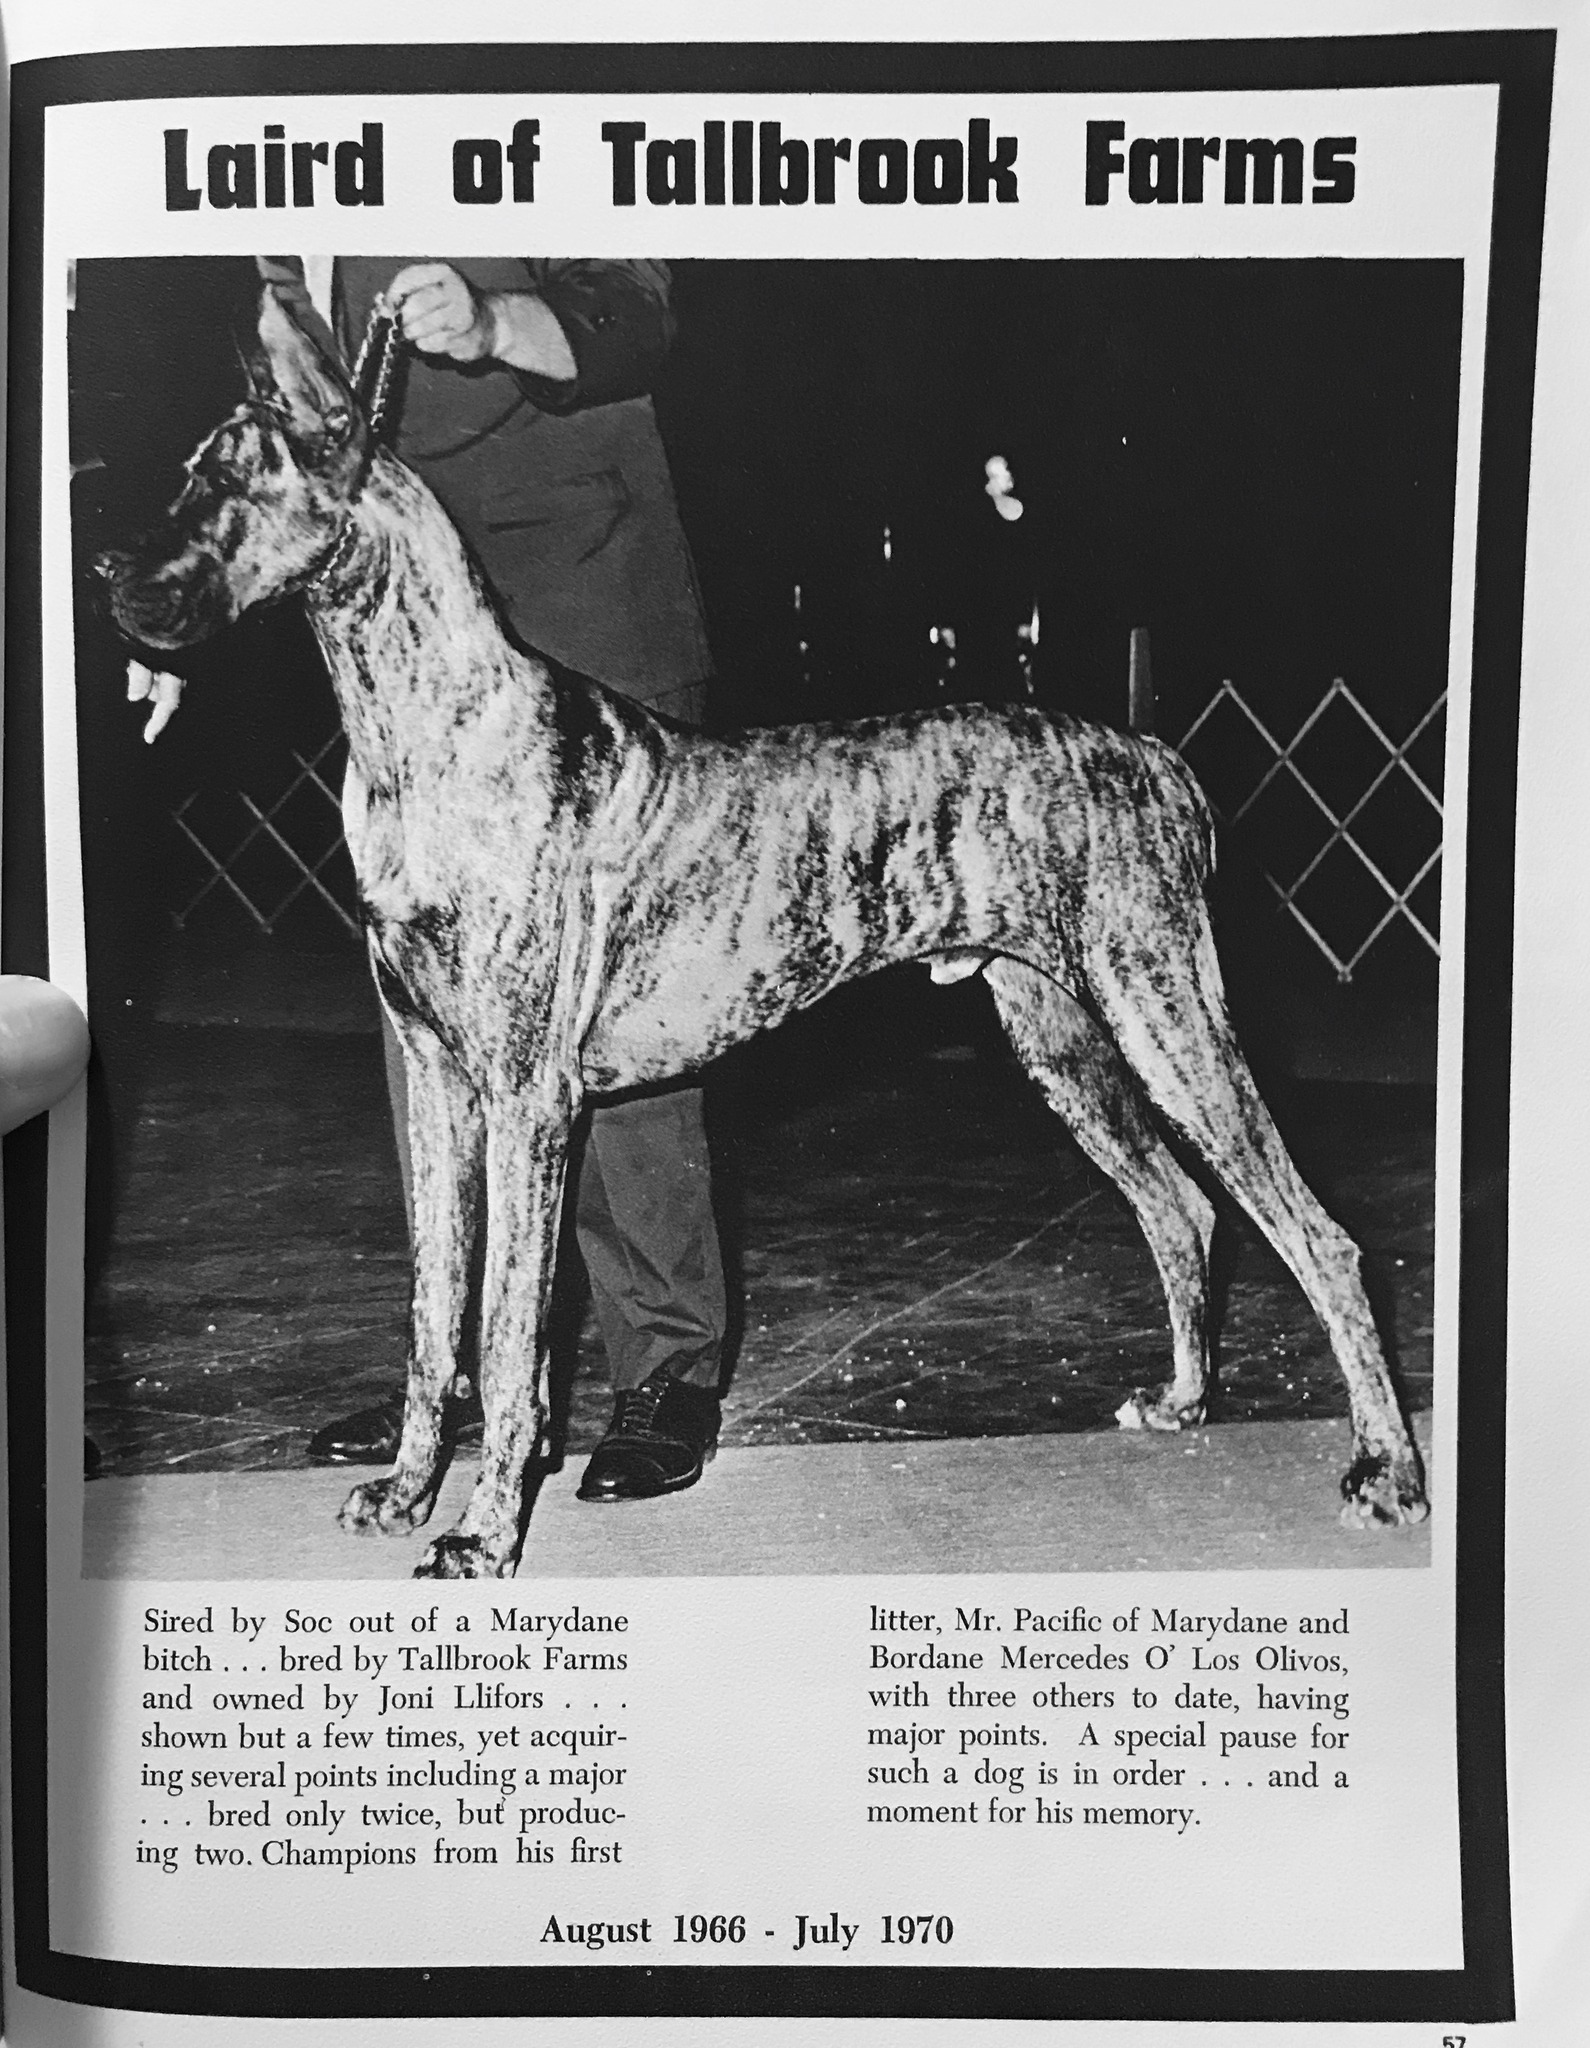 Laird of Tallbrook Farms
Sired by Soc out of a Marydane
bitch . . . bred by Tallbrook Farms
and owned by Joni Llifors . . .
shown but a few times, yet acquir-
ing several points including a major
. . . bred only twice, but produc-
ing two. Champions from his first
litter, Mr. Pacific of Marydane and
Bordane Mercedes O' Los Olivos,
with three others to date, having
major points. A special pause for
such a dog is in order . . . and a
moment for his memory.
August 1966 - July 1970
57